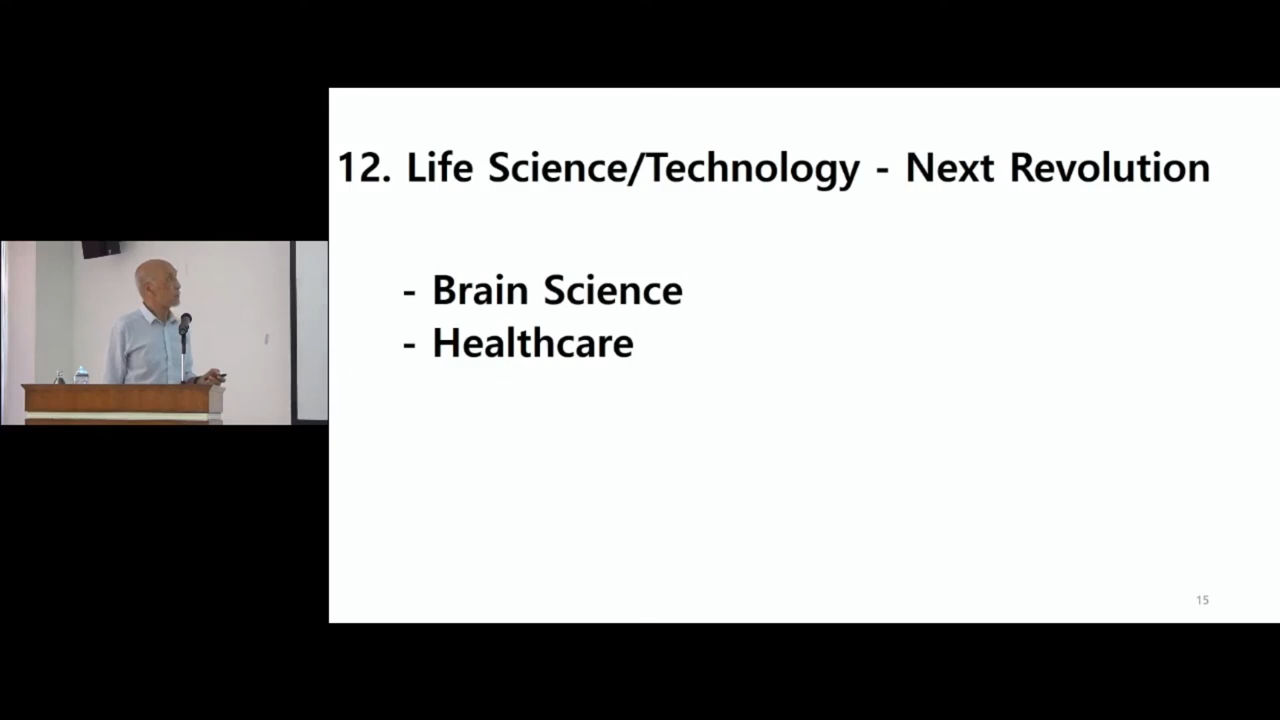 12. Life Science/Technology - Next Revolution
- Brain Science
- Healthcare
15